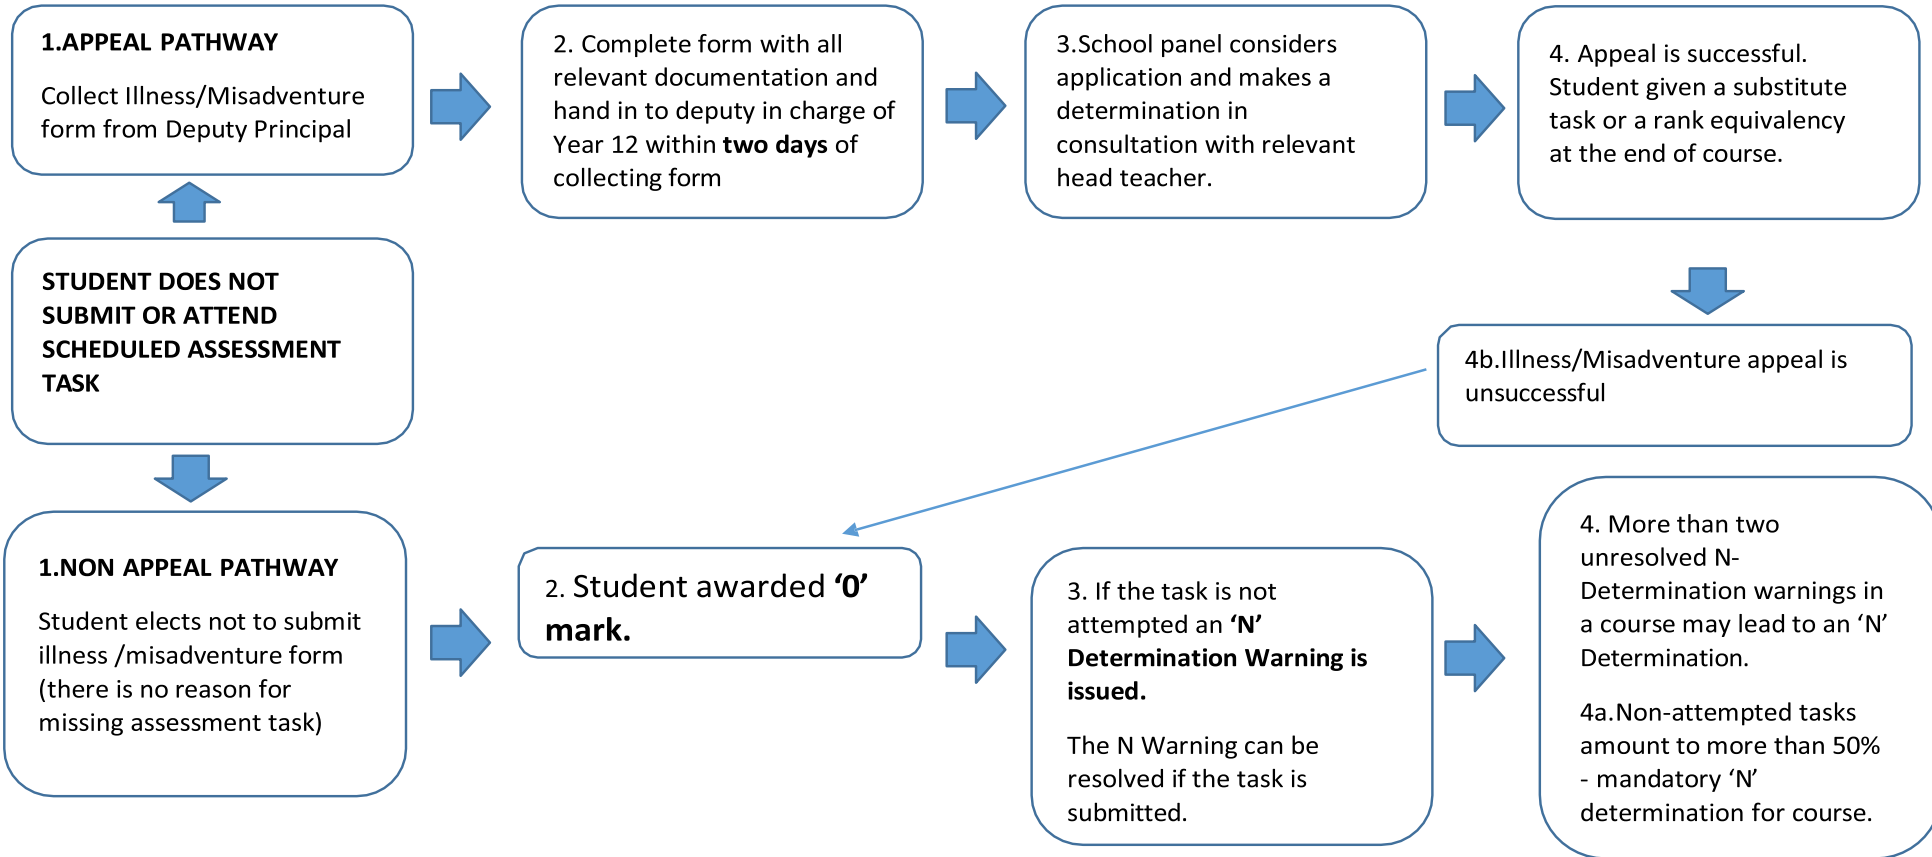 1.APPEAL PATHWAY
Collect Illness/Misadventure
form from Deputy Principal
2. Complete form with all
relevant documentation and
hand in to deputy in charge of
Year 12 within two days of
collecting form
3.School panel considers
application and makes a
determination in
consultation with relevant
head teacher.
4. Appeal is successful.
Student given a substitute
task or a rank equivalency
at the end of course.
STUDENT DOES NOT
SUBMIT OR ATTEND
SCHEDULED ASSESSMENT
TASK
4b.Illness/Misadventure appeal is
unsuccessful
1.NON APPEAL PATHWAY
Student elects not to submit
illness /misadventure form
(there is no reason for
missing assessment task)
2. Student awarded ‘0’
mark.
3. If the task is not
attempted an ‘N’
Determination Warning is
issued.
The N Warning can be
resolved if the task is
submitted.
4. More than two
unresolved N-
Determination warnings in
a course may lead to an ‘N’
Determination.
4a.Non-attempted tasks
amount to more than 50%
- mandatory ‘N’
determination for course.